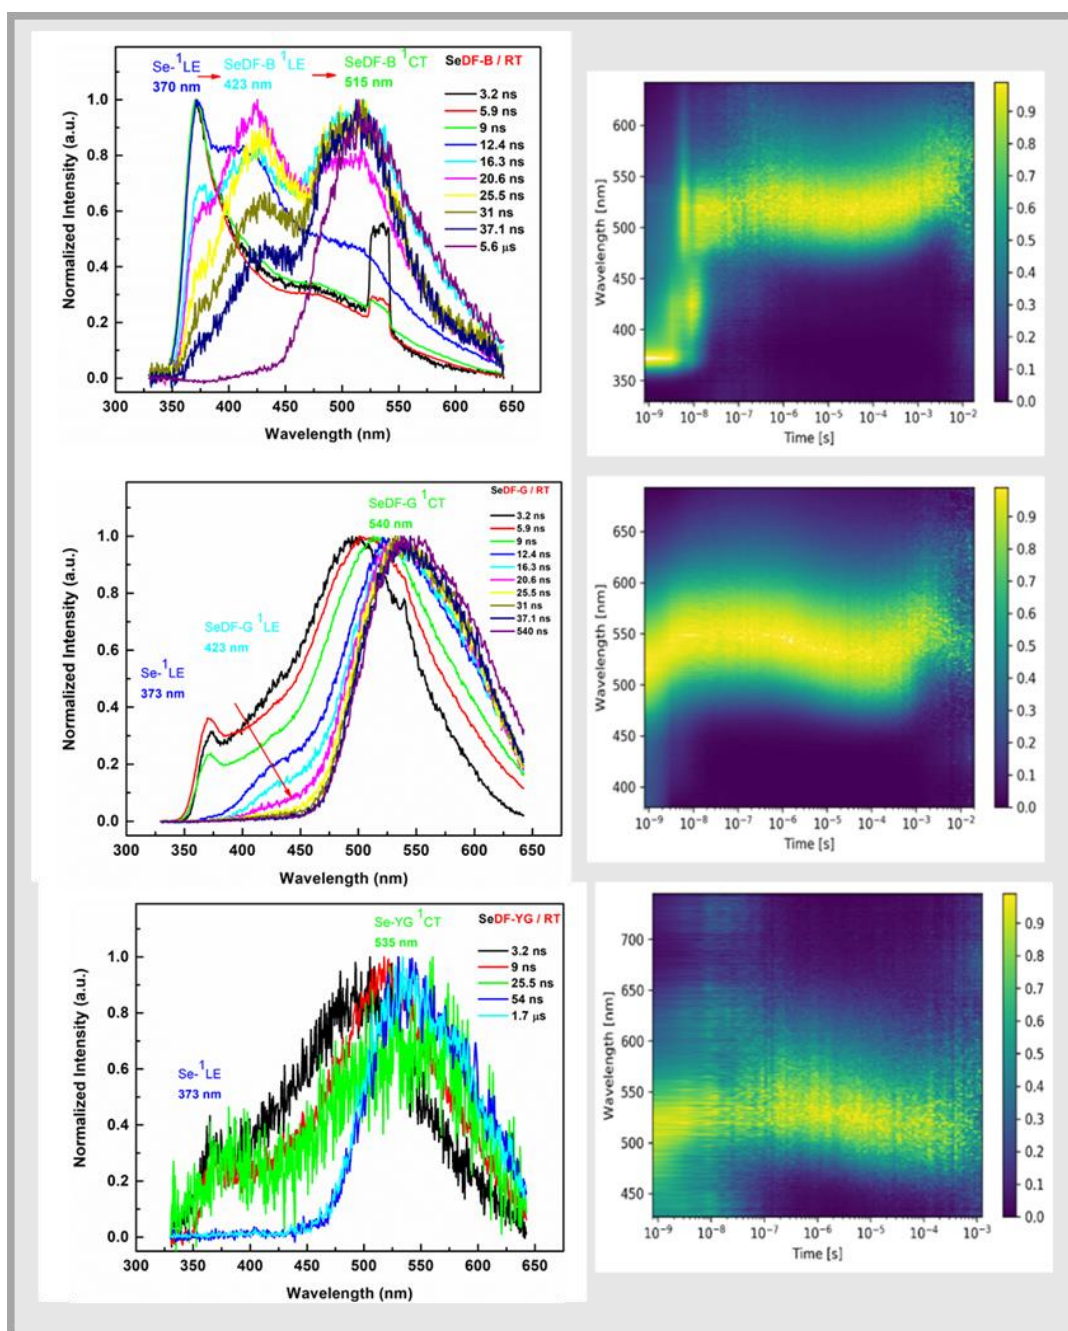 Se-¹LE SeDF-B ¹LE SeDF-B ¹CT SeDF-B / RT
370 nm 423 nm 515 nm
3.2 ns
5.9 ns
9 ns
12.4 ns
16.3 ns
20.6 ns
25.5 ns
31 ns
37.1 ns
5.6 µs
1.0
0.8
0.6
0.4
0.2
0.0
Normalized Intensity (a.u.)
300 350 400 450 500 550 600 650
Wavelength (nm)
600
550
500
450
400
350
Wavelength [nm]
10⁻⁹ 10⁻⁸ 10⁻⁷ 10⁻⁶ 10⁻⁵ 10⁻⁴ 10⁻³ 10⁻²
Time [s]
0.9
0.8
0.7
0.6
0.5
0.4
0.3
0.2
0.1
0.0
SeDF-G ¹CT SeDF-G / RT
540 nm
3.2 ns
5.9 ns
9 ns
12.4 ns
16.3 ns
20.6 ns
25.5 ns
31 ns
37.1 ns
540 ns
SeDF-G ¹LE
423 nm
Se-¹LE
373 nm
1.0
0.8
0.6
0.4
0.2
0.0
Normalized Intensity (a.u.)
300 350 400 450 500 550 600 650
Wavelength (nm)
650
600
550
500
450
400
Wavelength [nm]
10⁻⁹ 10⁻⁸ 10⁻⁷ 10⁻⁶ 10⁻⁵ 10⁻⁴ 10⁻³ 10⁻²
Time [s]
0.9
0.8
0.7
0.6
0.5
0.4
0.3
0.2
0.1
0.0
Se-YG ¹CT SeDF-YG / RT
535 nm
3.2 ns
9 ns
25.5 ns
54 ns
1.7 µs
Se-¹LE
373 nm
1.0
0.8
0.6
0.4
0.2
0.0
Normalized Intensity (a.u.)
300 350 400 450 500 550 600 650
Wavelength (nm)
700
650
600
550
500
450
Wavelength [nm]
10⁻⁹ 10⁻⁸ 10⁻⁷ 10⁻⁶ 10⁻⁵ 10⁻⁴ 10⁻³
Time [s]
0.9
0.8
0.7
0.6
0.5
0.4
0.3
0.2
0.1
0.0